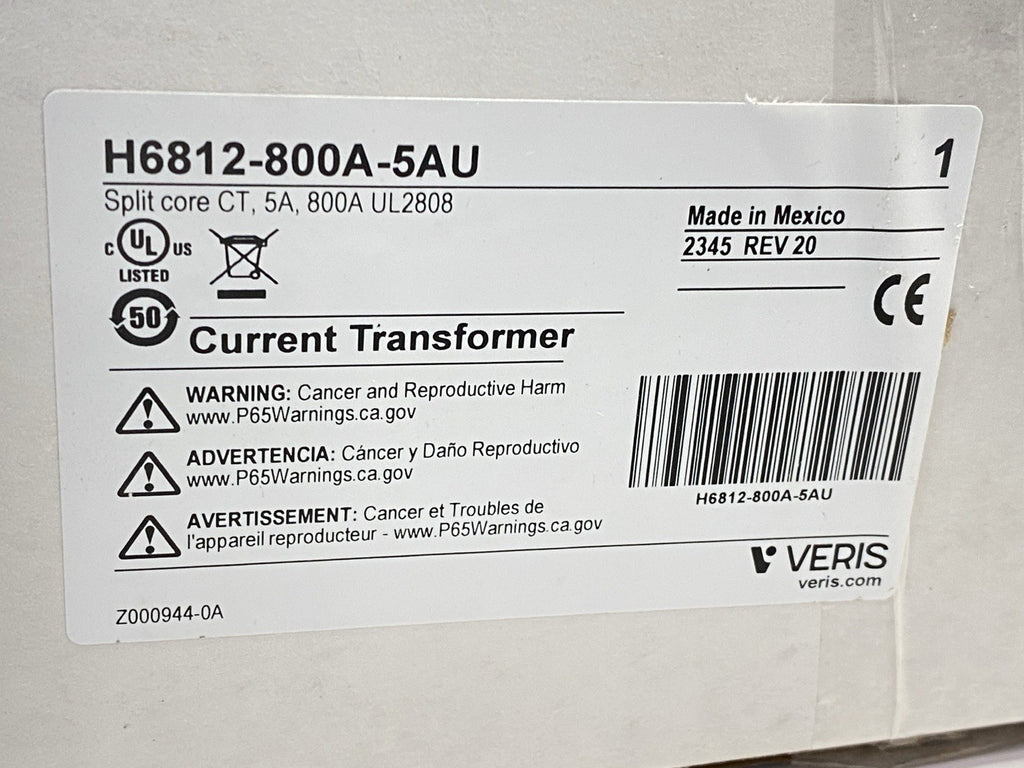 H6812-800A-5AU
1
Split core CT, 5A, 800A UL2808
Made in Mexico
2345 REV 20
C UL US
LISTED
CE
50
Current Transformer
WARNING: Cancer and Reproductive Harm
www.P65Warnings.ca.gov
ADVERTENCIA: Cáncer y Daño Reproductivo
www.P65Warnings.ca.gov
AVERTISSEMENT: Cancer et Troubles de
l'appareil reproducteur - www.P65Warnings.ca.gov
H6812-800A-5AU
VERIS
veris.com
Z000944-0A